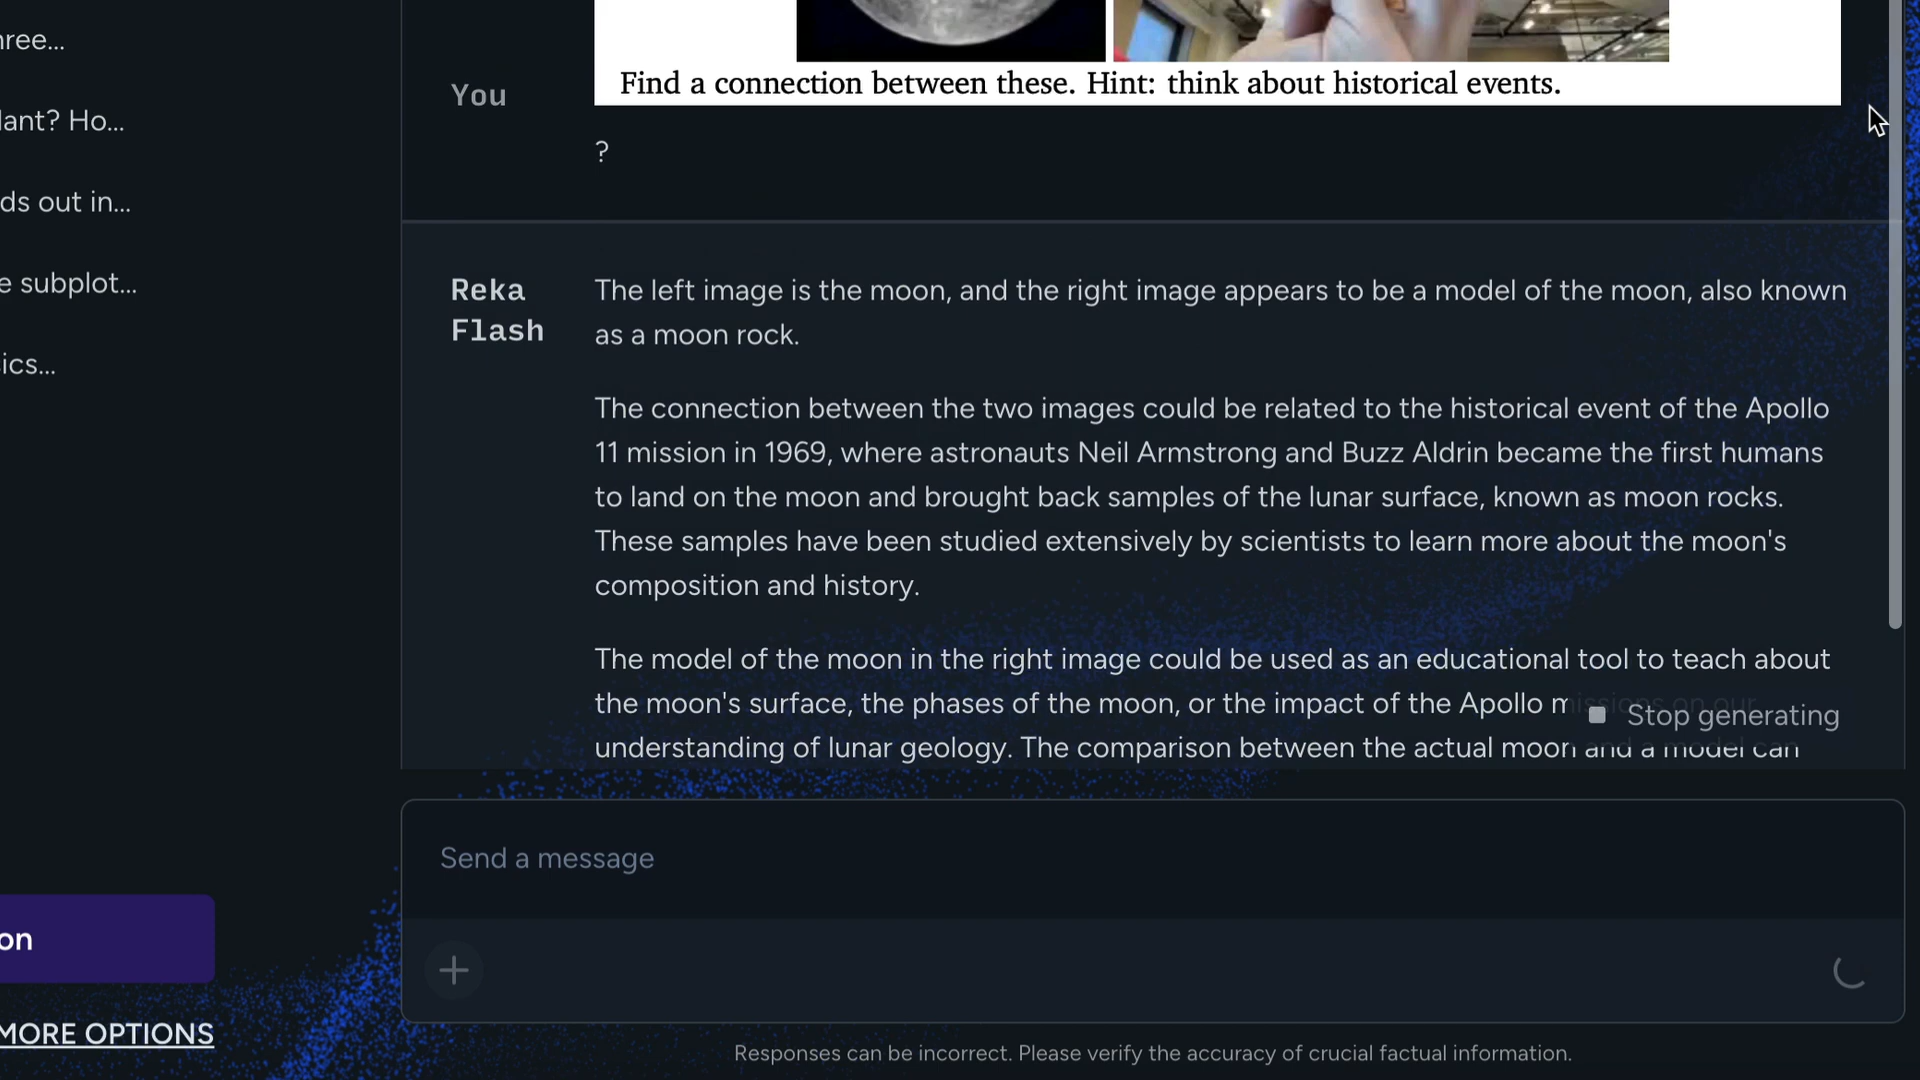 hree...
lant? Ho...
ds out in...
e subplot...
sics...
on
MORE OPTIONS
Find a connection between these. Hint: think about historical events.
You
?
Reka
Flash
The left image is the moon, and the right image appears to be a model of the moon, also known
as a moon rock.
The connection between the two images could be related to the historical event of the Apollo
11 mission in 1969, where astronauts Neil Armstrong and Buzz Aldrin became the first humans
to land on the moon and brought back samples of the lunar surface, known as moon rocks.
These samples have been studied extensively by scientists to learn more about the moon's
composition and history.
The model of the moon in the right image could be used as an educational tool to teach about
the moon's surface, the phases of the moon, or the impact of the Apollo missions on our
Stop generating
understanding of lunar geology. The comparison between the actual moon and a model can
Send a message
Responses can be incorrect. Please verify the accuracy of crucial factual information.